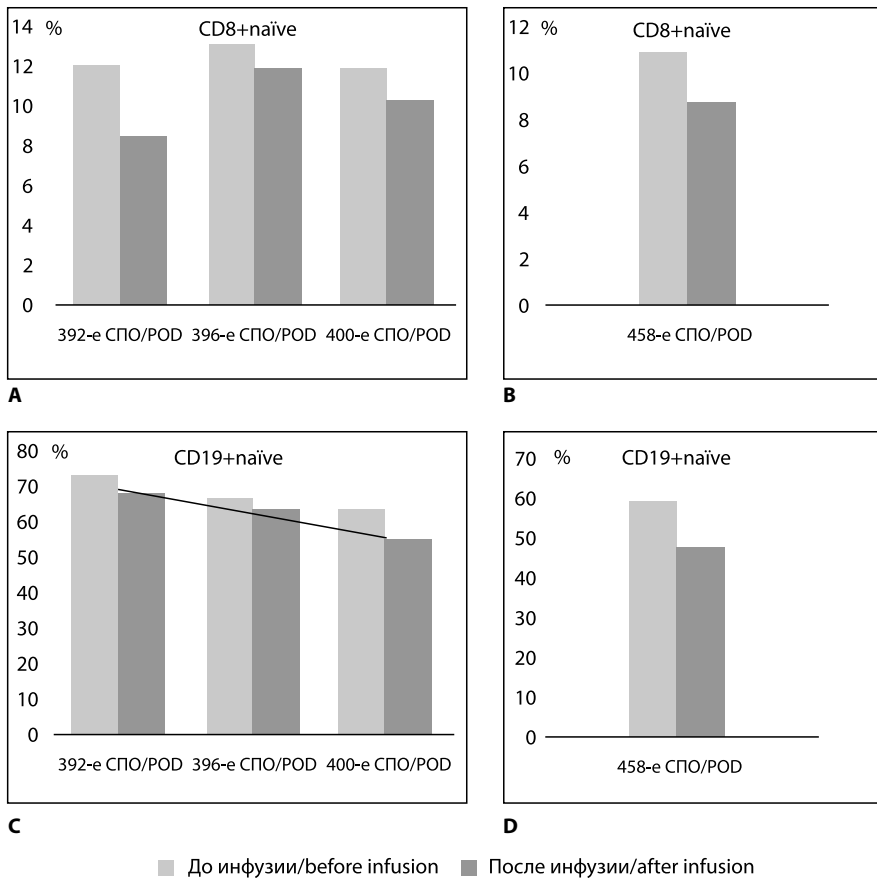 14 % CD8+naïve
12
10
8
6
4
2
0
392-е СПО/POD 396-е СПО/POD 400-е СПО/POD
A
12 % CD8+naïve
10
8
6
4
2
0
458-е СПО/POD
B
80 % CD19+naïve
70
60
50
40
30
20
10
0
392-е СПО/POD 396-е СПО/POD 400-е СПО/POD
C
70 % CD19+naïve
60
50
40
30
20
10
0
458-е СПО/POD
D
До инфузии/before infusion После инфузии/after infusion